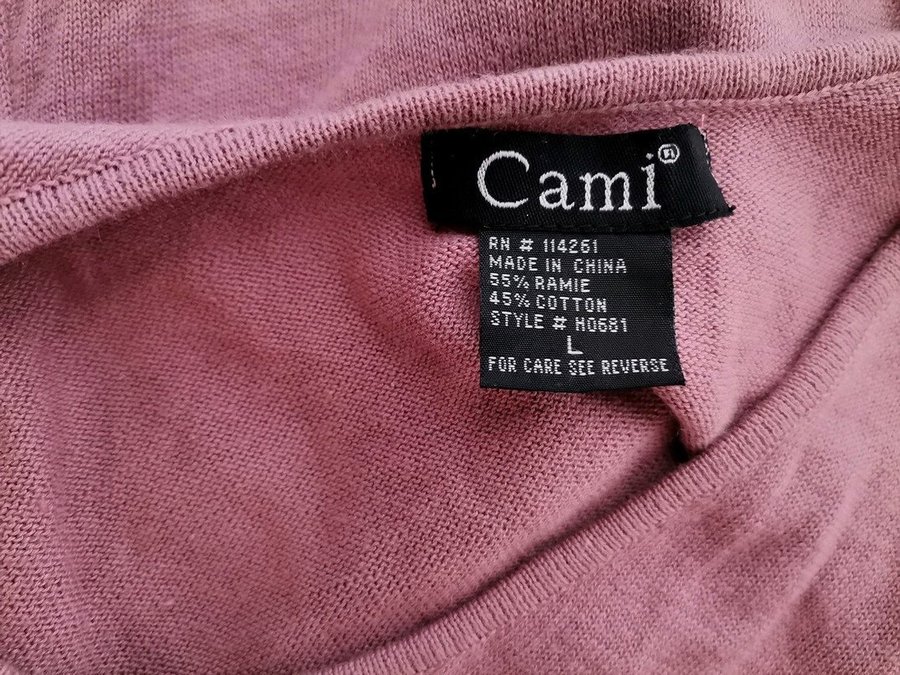 Cami®
RN # 114261
MADE IN CHINA
55% RAMIE
45% COTTON
STYLE # H0681
L
FOR CARE SEE REVERSE